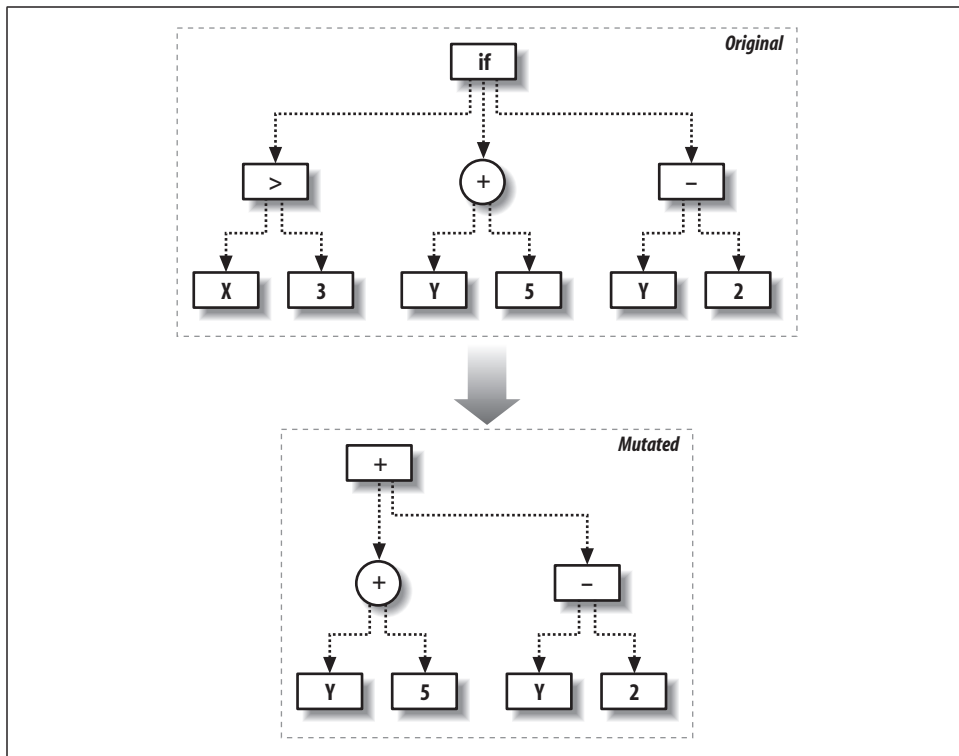 Original
if
> + –
X 3 Y 5 Y 2
Mutated
+
+ –
Y 5 Y 2